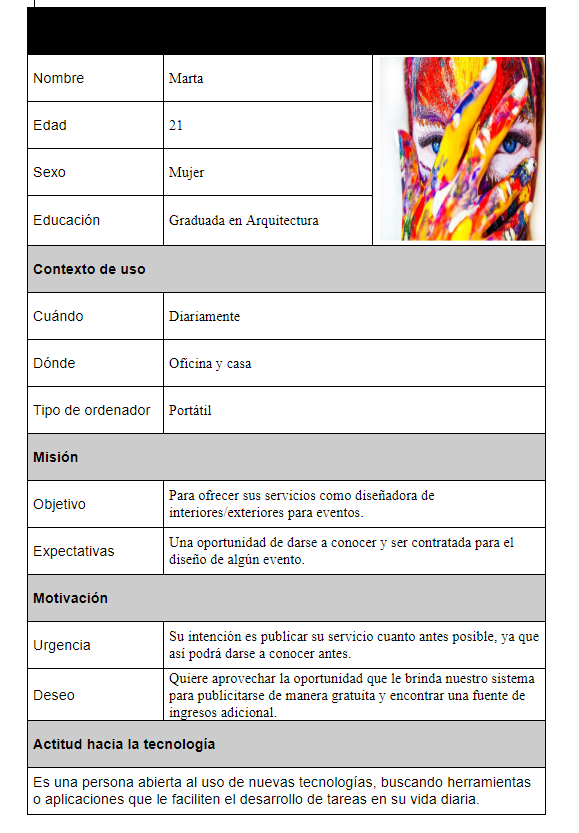 Nombre Marta
Edad 21
Sexo Mujer
Educación Graduada en Arquitectura
Contexto de uso
Cuándo Diariamente
Dónde Oficina y casa
Tipo de ordenador Portátil
Misión
Objetivo Para ofrecer sus servicios como diseñadora de
interiores/exteriores para eventos.
Expectativas Una oportunidad de darse a conocer y ser contratada para el
diseño de algún evento.
Motivación
Urgencia Su intención es publicar su servicio cuanto antes posible, ya que
así podrá darse a conocer antes.
Deseo Quiere aprovechar la oportunidad que le brinda nuestro sistema
para publicitarse de manera gratuita y encontrar una fuente de
ingresos adicional.
Actitud hacia la tecnología
Es una persona abierta al uso de nuevas tecnologías, buscando herramientas
o aplicaciones que le faciliten el desarrollo de tareas en su vida diaria.